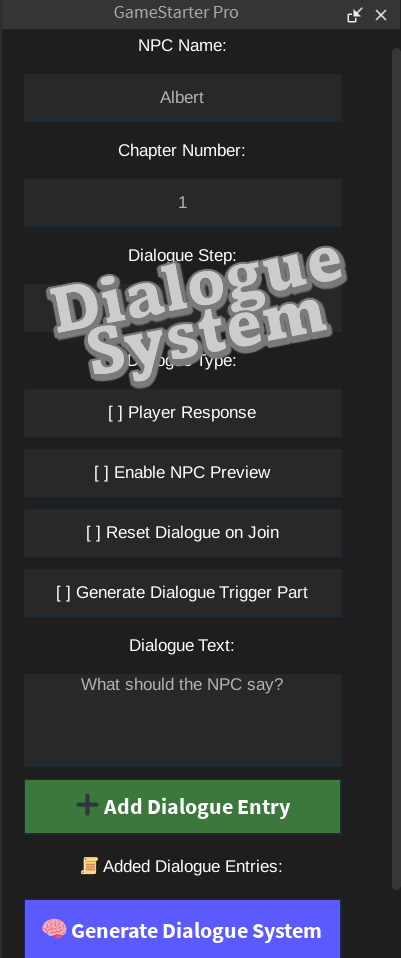 GameStarter Pro
NPC Name:
Albert
Chapter Number:
1
Dialogue Step:
Dialogue
System
Dialogue Type:
[ ] Player Response
[ ] Enable NPC Preview
[ ] Reset Dialogue on Join
[ ] Generate Dialogue Trigger Part
Dialogue Text:
What should the NPC say?
➕ Add Dialogue Entry
📜 Added Dialogue Entries:
🧠 Generate Dialogue System